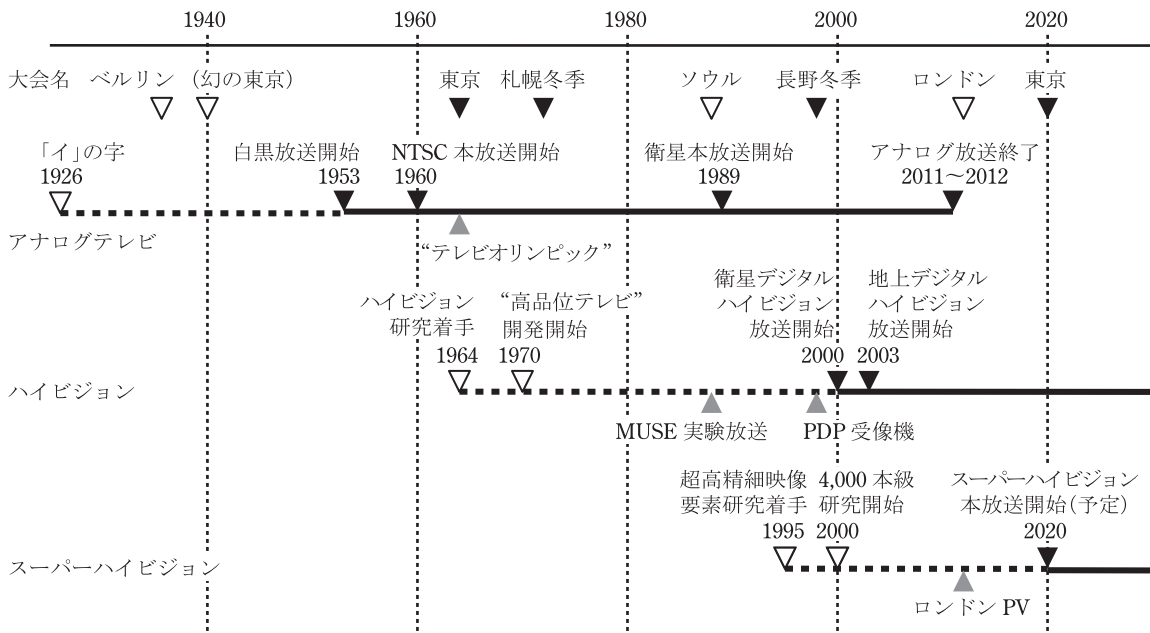 1940 1960 1980 2000 2020
大会名 ベルリン (幻の東京) 東京 札幌冬季 ソウル 長野冬季 ロンドン 東京
「イ」の字 白黒放送開始 NTSC 本放送開始 衛星本放送開始 アナログ放送終了
1926 1953 1960 1989 2011～2012
アナログテレビ
“テレビオリンピック”
ハイビジョン
研究着手
1964
“高品位テレビ”
開発開始
1970
衛星デジタル
ハイビジョン
放送開始
2000
地上デジタル
ハイビジョン
放送開始
2003
ハイビジョン
MUSE 実験放送 PDP 受像機
超高精細映像
要素研究着手
1995
4,000 本級
研究開始
2000
スーパーハイビジョン
本放送開始(予定)
2020
スーパーハイビジョン
ロンドン PV